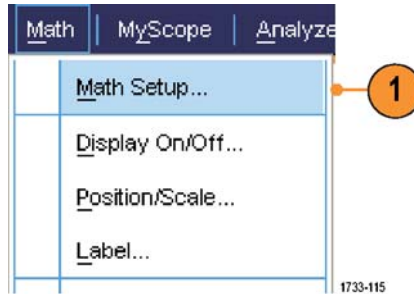 Math MyScope Analyze
Math Setup... 1
Display On/Off...
Position/Scale...
Label...
1733-115